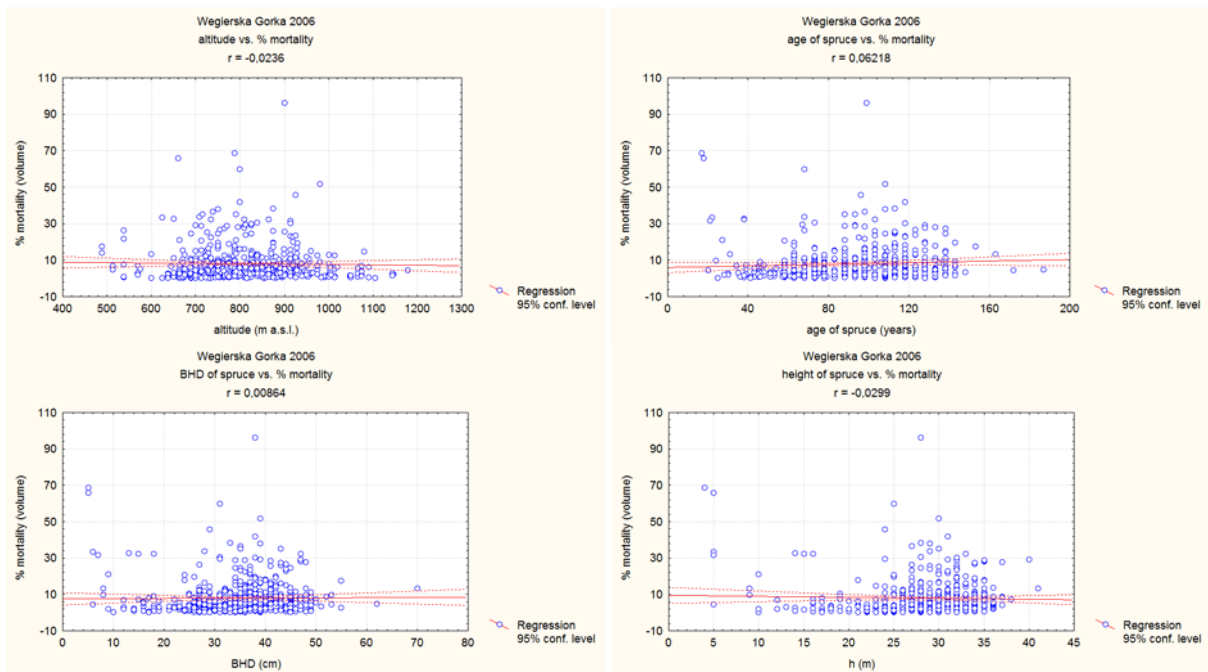 Wegierska Gorka 2006
altitude vs. % mortality
r = -0,0236
110
90
70
50
30
10
-10
% mortality (volume)
400 500 600 700 800 900 1000 1100 1200 1300
altitude (m a.s.l.)
Regression
95% conf. level
Wegierska Gorka 2006
age of spruce vs. % mortality
r = 0,06218
110
90
70
50
30
10
-10
% mortality (volume)
0 40 80 120 160 200
age of spruce (years)
Regression
95% conf. level
Wegierska Gorka 2006
BHD of spruce vs. % mortality
r = 0,00864
110
90
70
50
30
10
-10
% mortality (volume)
0 10 20 30 40 50 60 70 80
BHD (cm)
Regression
95% conf. level
Wegierska Gorka 2006
height of spruce vs. % mortality
r = -0,0299
110
90
70
50
30
10
-10
% mortality (volume)
0 5 10 15 20 25 30 35 40 45
h (m)
Regression
95% conf. level